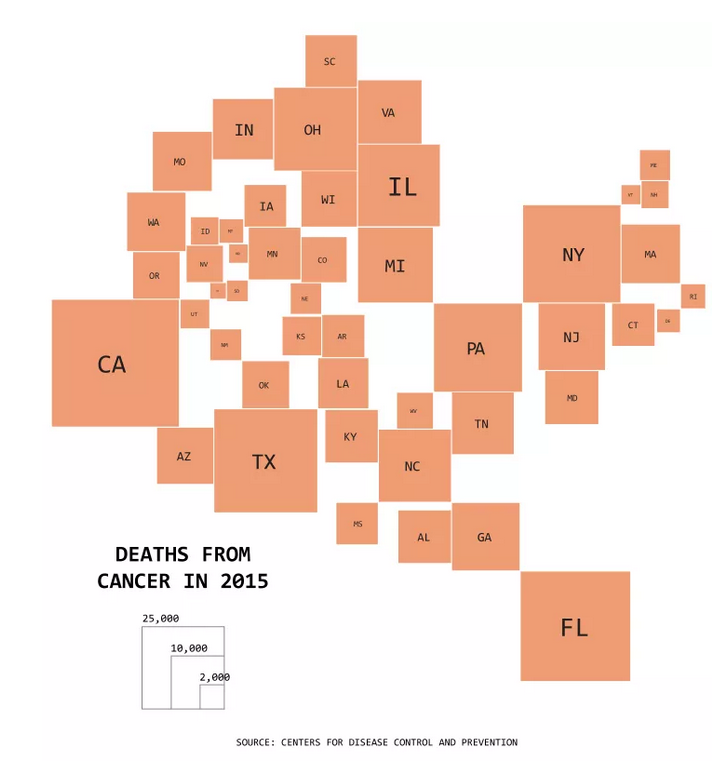 SC
VA
IN
OH
MO
IL
ME
NH
VT
WI
IA
WA
ID
NY
MA
MN
CO
NV
MI
OR
SD
RI
NE
UT
CT
KS
AR
NJ
NM
PA
CA
OK
LA
MD
WV
TN
KY
AZ
TX
NC
MS
AL
GA
FL
DEATHS FROM
CANCER IN 2015
25,000
10,000
2,000
SOURCE: CENTERS FOR DISEASE CONTROL AND PREVENTION